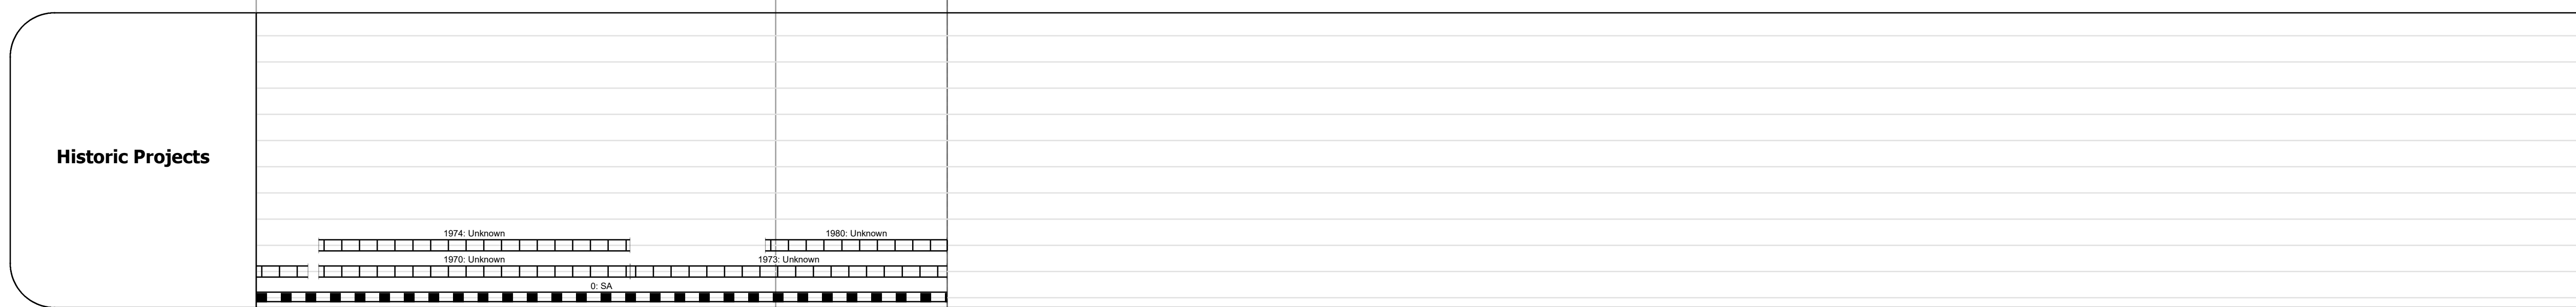 Historic Projects
1974: Unknown
1980: Unknown
1970: Unknown
1973: Unknown
0: SA